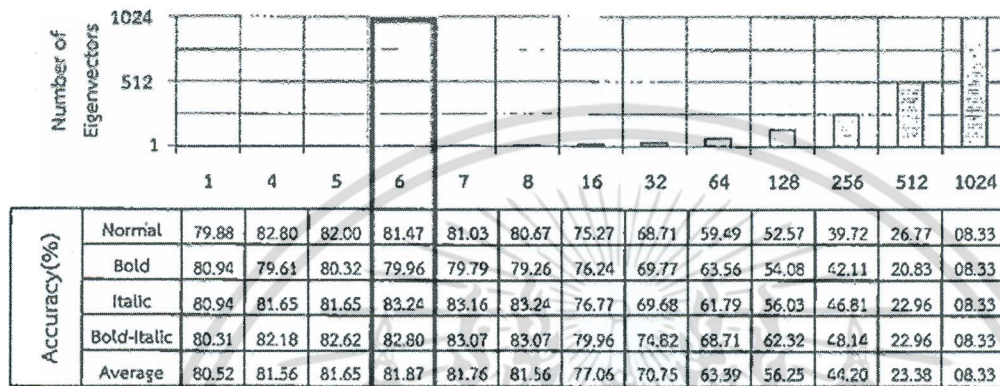 Number of
Eigenvectors
1024
512
1
1 4 5 6 7 8 16 32 64 128 256 512 1024
Accuracy(%)
Normal 79.88 82.80 82.00 81.47 81.03 80.67 75.27 68.71 59.49 52.57 39.72 26.77 08.33
Bold 80.94 79.61 80.32 79.96 79.79 79.26 76.24 69.77 63.56 54.08 42.11 20.83 08.33
Italic 80.94 81.65 81.65 83.24 83.16 83.24 76.77 69.68 61.79 56.03 46.81 22.96 08.33
Bold-Italic 80.31 82.18 82.62 82.80 83.07 83.07 79.96 74.82 68.71 62.32 48.14 22.96 08.33
Average 80.52 81.56 81.65 81.87 81.76 81.56 77.06 70.75 63.39 56.25 44.20 23.38 08.33